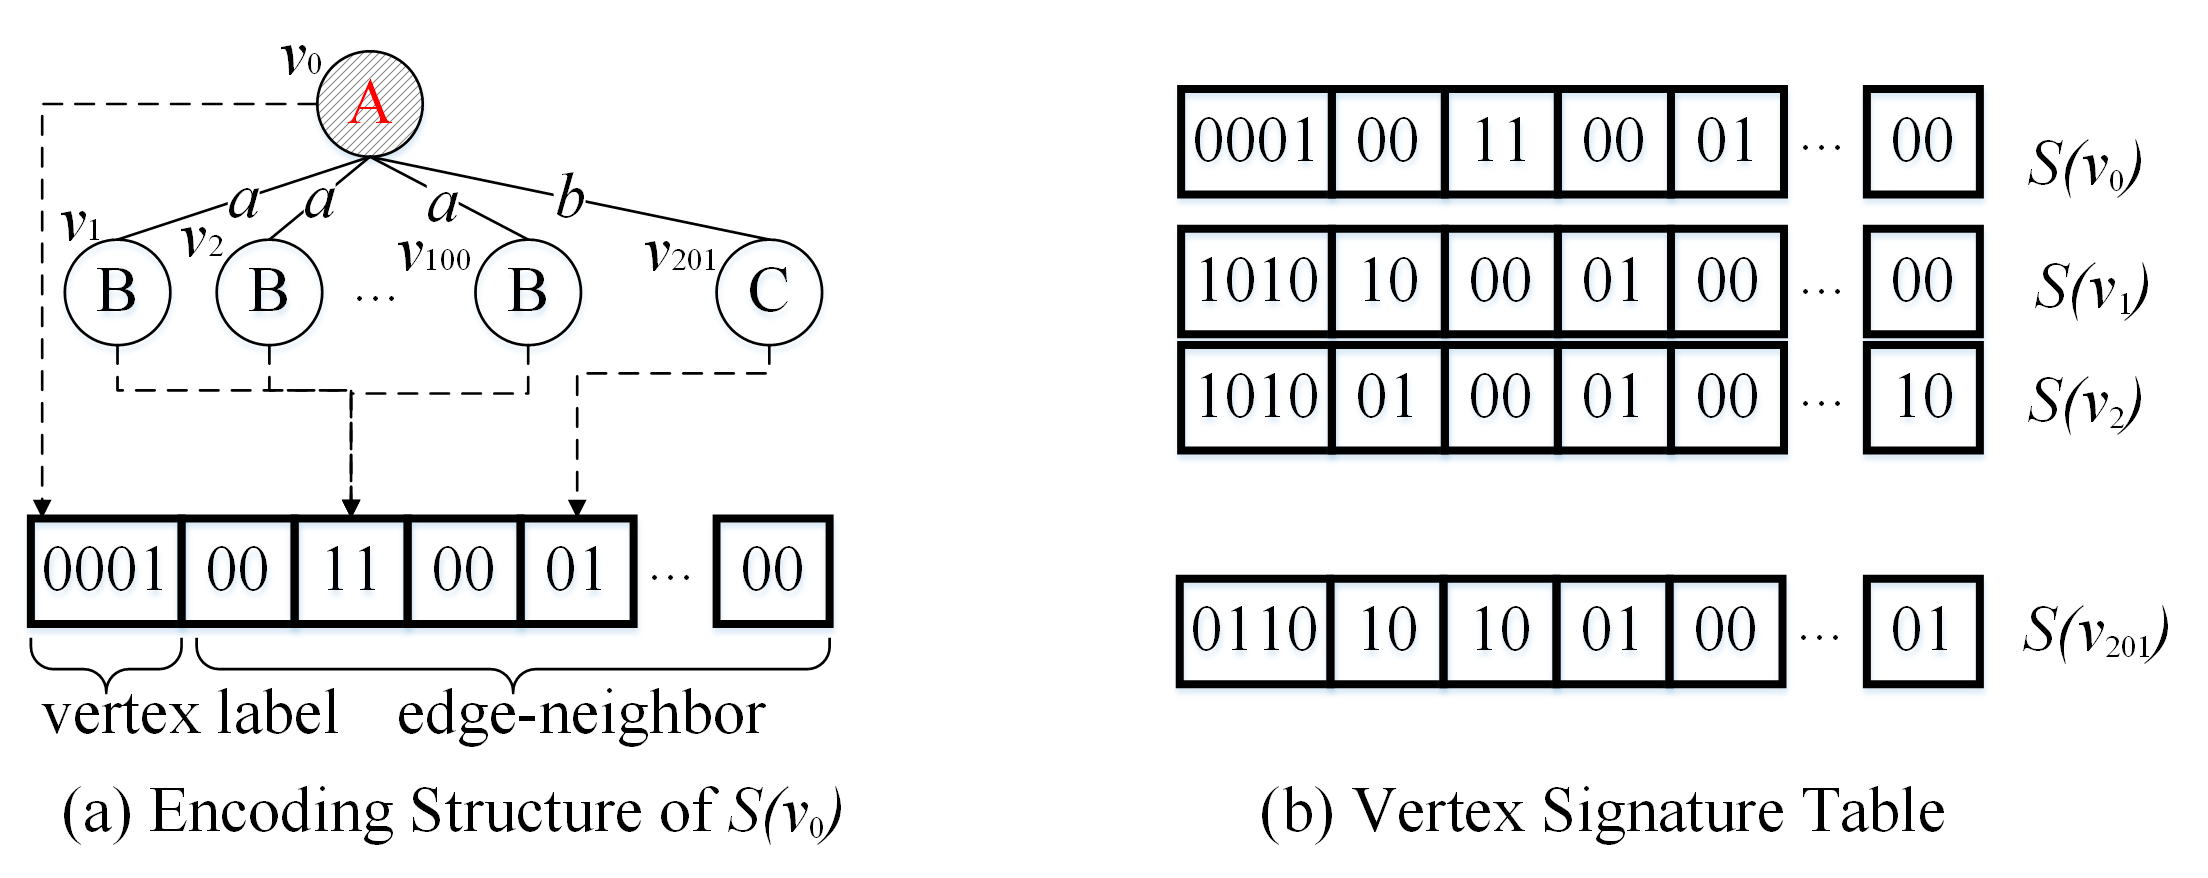 v0
A
a a a b
v1 v2 v100 v201
B B … B C
0001 00 11 00 01 … 00
vertex label edge-neighbor
(a) Encoding Structure of S(v0)
0001 00 11 00 01 … 00 S(v0)
1010 10 00 01 00 … 00 S(v1)
1010 01 00 01 00 … 10 S(v2)
0110 10 10 01 00 … 01 S(v201)
(b) Vertex Signature Table